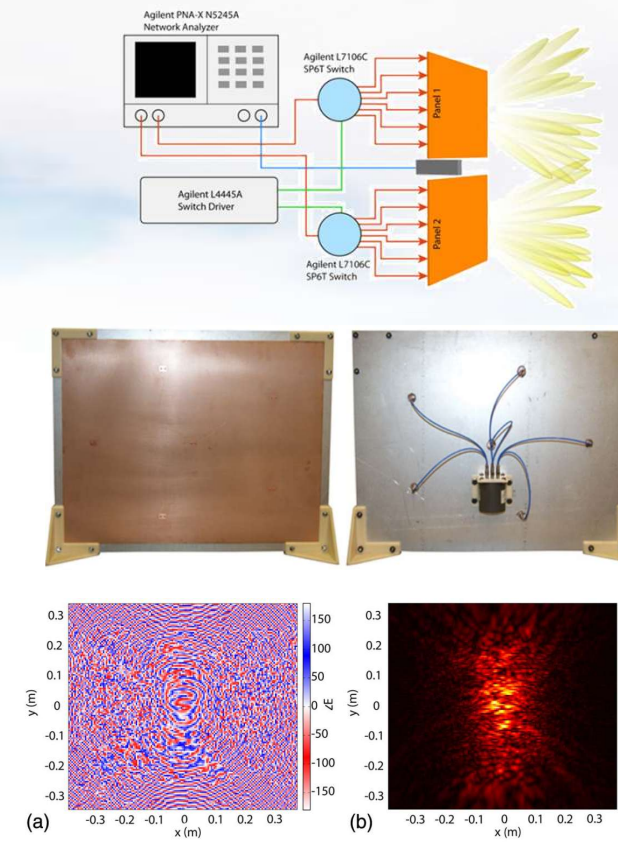 Agilent PNA-X N5245A
Network Analyzer
Agilent L7106C
SP6T Switch
Panel 1
Agilent L4445A
Switch Driver
Panel 2
Agilent L7106C
SP6T Switch
0.3
0.2
0.1
0
-0.1
-0.2
-0.3
y (m)
-0.3 -0.2 -0.1 0 0.1 0.2 0.3
x (m)
150
100
50
0
-50
-100
-150
∠E
(a)
0.3
0.2
0.1
0
-0.1
-0.2
-0.3
y (m)
-0.3 -0.2 -0.1 0 0.1 0.2 0.3
x (m)
(b)